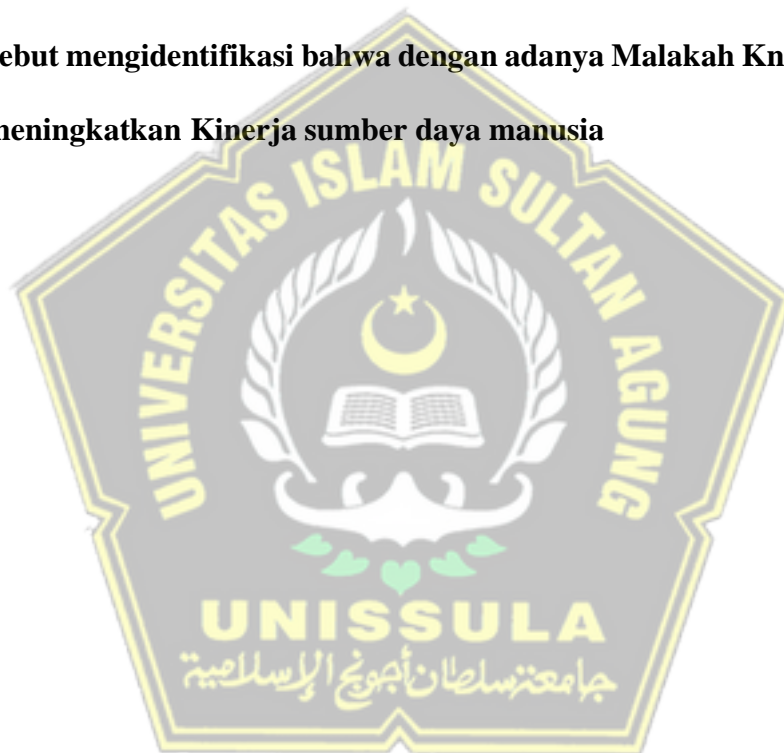 ebut mengidentifikasi bahwa dengan adanya Malakah Kn
meningkatkan Kinerja sumber daya manusia
UNIVERSITAS ISLAM SULTAN AGUNG
UNISSULA
جامعة سلطان أجونج الإسلامية